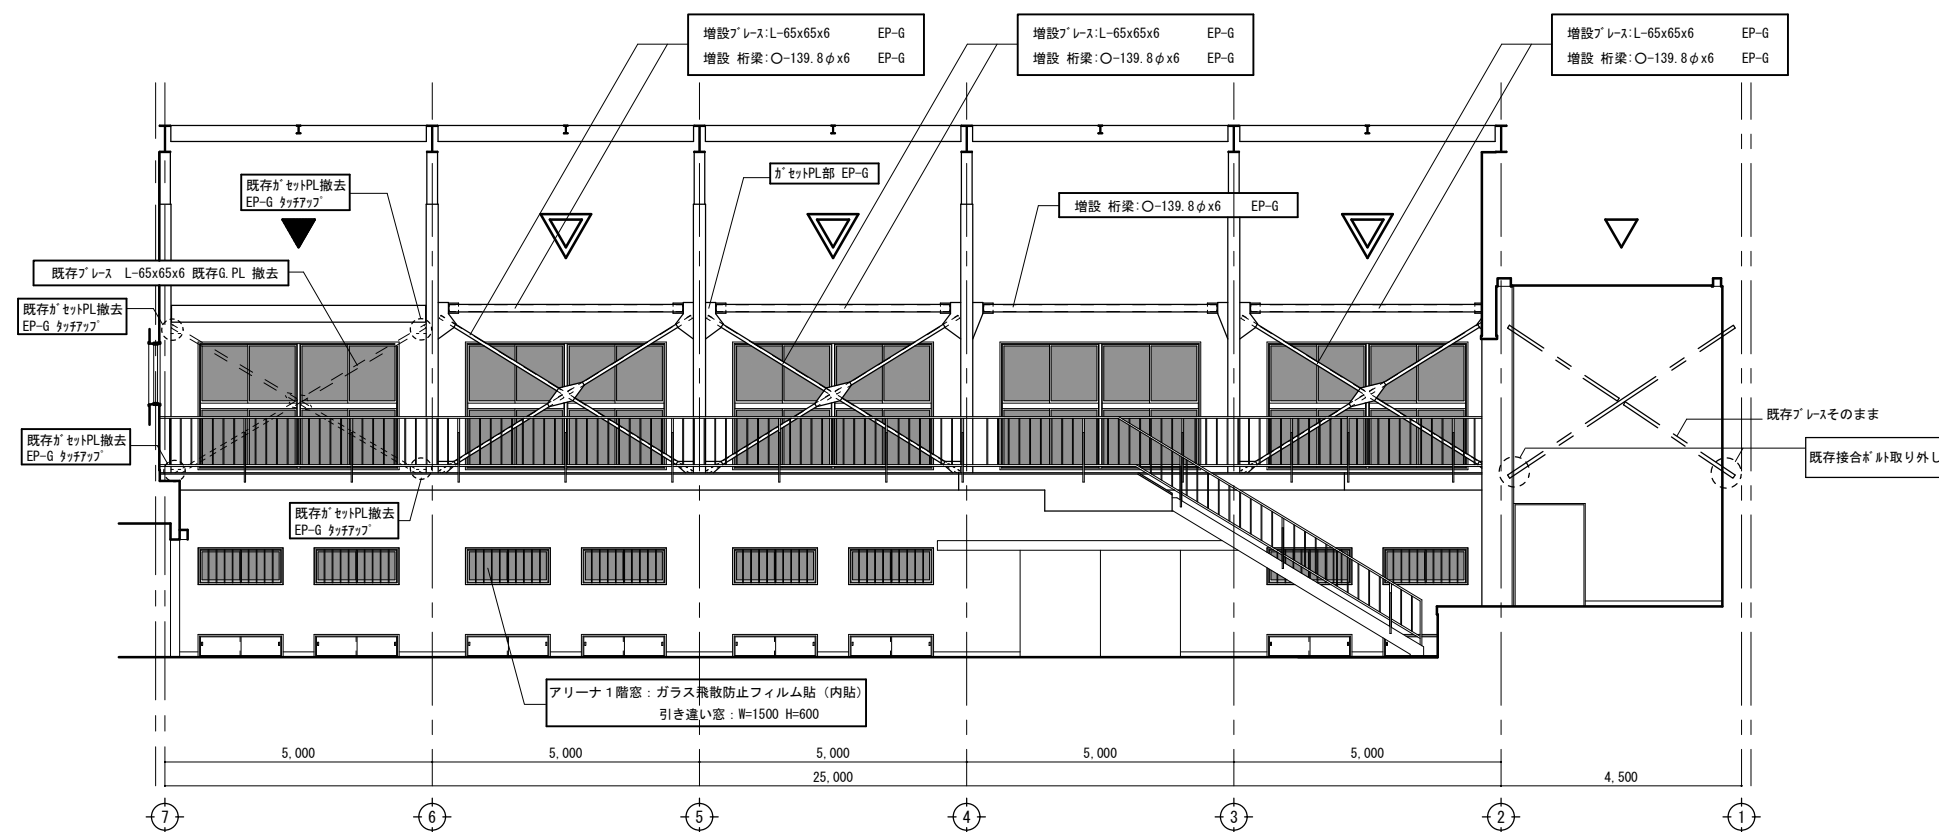 増設ブレース:L-65x65x6 EP-G
増設 桁梁:○-139.8φx6 EP-G
増設ブレース:L-65x65x6 EP-G
増設 桁梁:○-139.8φx6 EP-G
増設ブレース:L-65x65x6 EP-G
増設 桁梁:○-139.8φx6 EP-G
既存ガセットPL撤去
EP-G タッチアップ
ガセットPL部 EP-G
増設 桁梁:○-139.8φx6 EP-G
既存ブレース L-65x65x6 既存G.PL 撤去
既存ガセットPL撤去
EP-G タッチアップ
既存ブレースそのまま
既存ガセットPL撤去
EP-G タッチアップ
既存接合ボルト取り外し
既存ガセットPL撤去
EP-G タッチアップ
アリーナ1階窓：ガラス飛散防止フィルム貼（内貼）
引き違い窓：W=1500 H=600
5,000 5,000 5,000 5,000 5,000
25,000 4,500
7 6 5 4 3 2 1